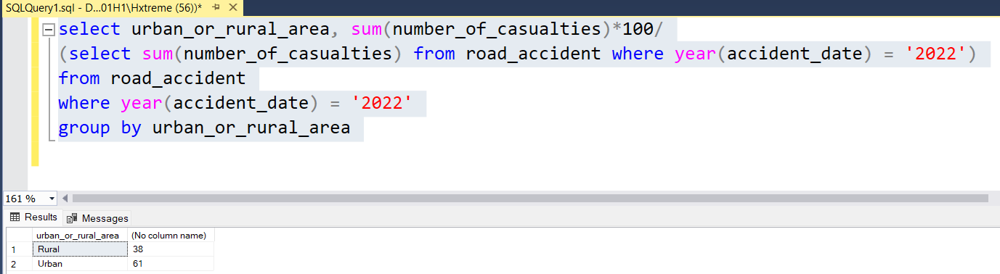 SQLQuery1.sql - D...01H1\Hxtreme (56))*
select urban_or_rural_area, sum(number_of_casualties)*100/
(select sum(number_of_casualties) from road_accident where year(accident_date) = '2022')
from road_accident
where year(accident_date) = '2022'
group by urban_or_rural_area
161 %
Results Messages
urban_or_rural_area (No column name)
1 Rural 38
2 Urban 61